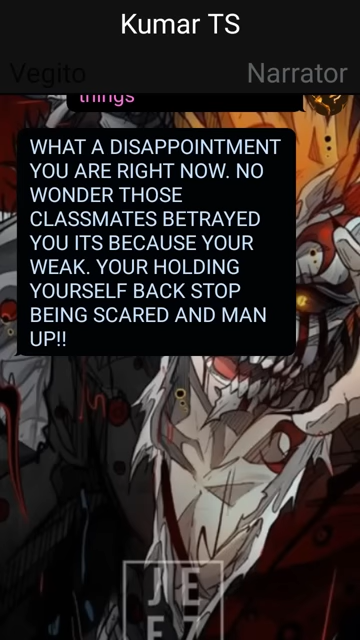 Kumar TS
Vegito
Narrator
things
WHAT A DISAPPOINTMENT
YOU ARE RIGHT NOW. NO
WONDER THOSE
CLASSMATES BETRAYED
YOU ITS BECAUSE YOUR
WEAK. YOUR HOLDING
YOURSELF BACK STOP
BEING SCARED AND MAN
UP!!
JE